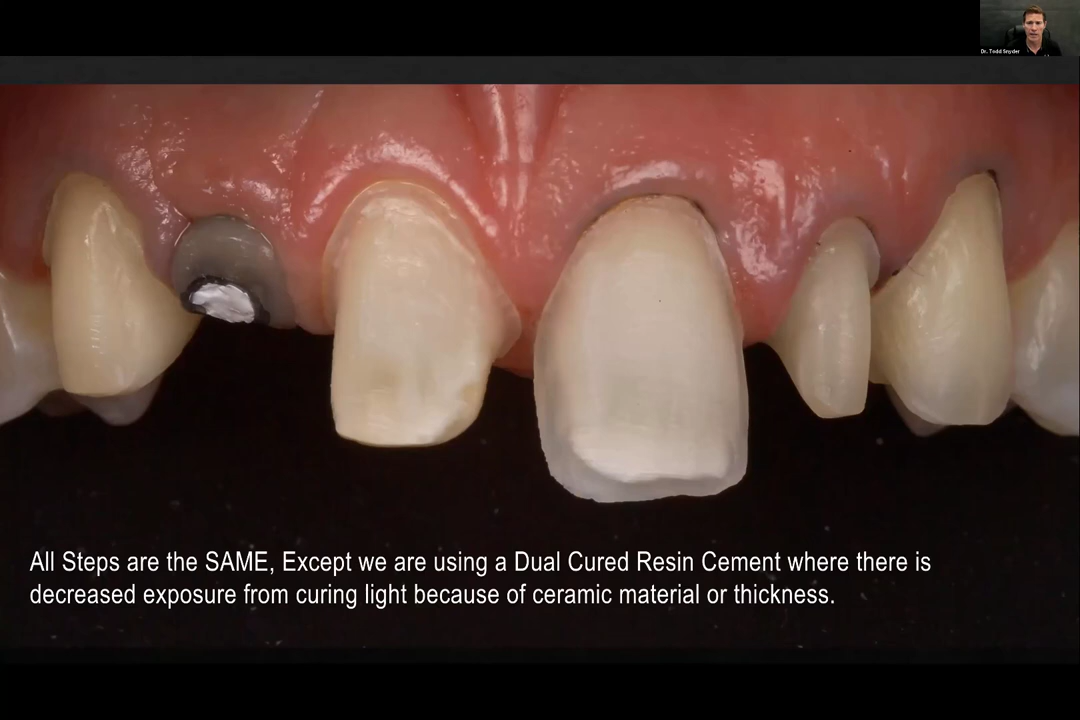 Dr. Todd Snyder
All Steps are the SAME, Except we are using a Dual Cured Resin Cement where there is
decreased exposure from curing light because of ceramic material or thickness.